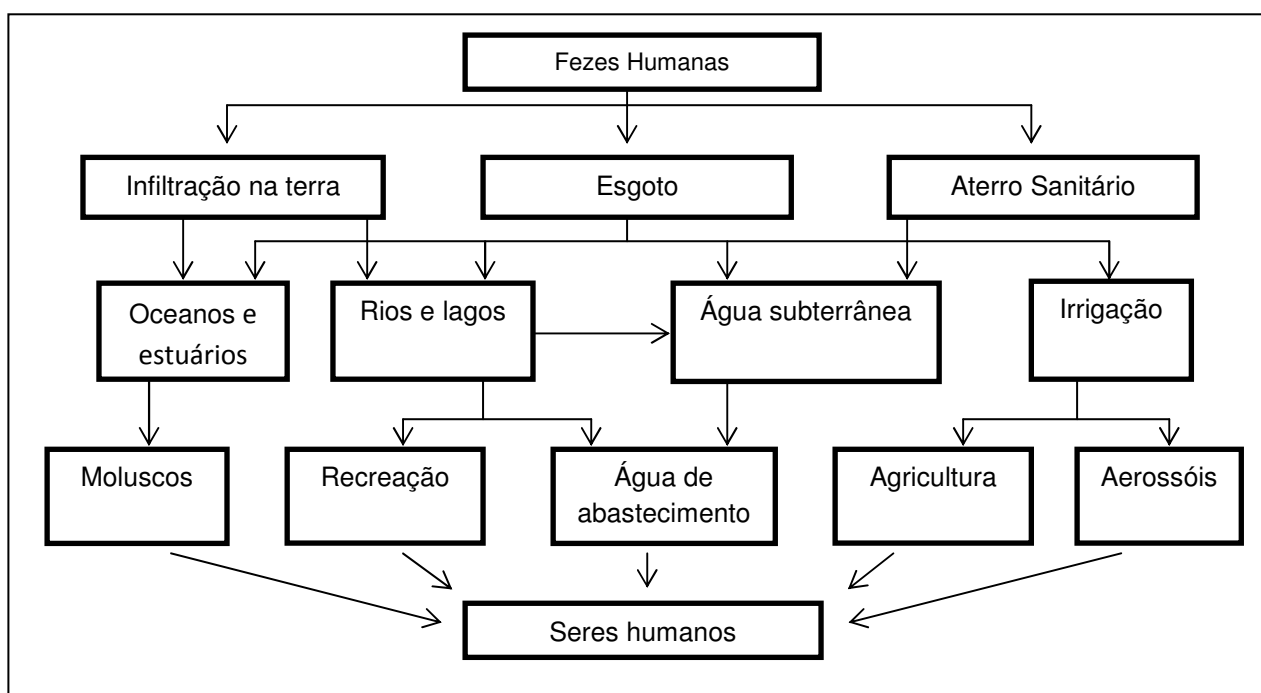 Fezes Humanas
Infiltração na terra
Esgoto
Aterro Sanitário
Oceanos e
estuários
Rios e lagos
Água subterrânea
Irrigação
Moluscos
Recreação
Água de
abastecimento
Agricultura
Aerossóis
Seres humanos